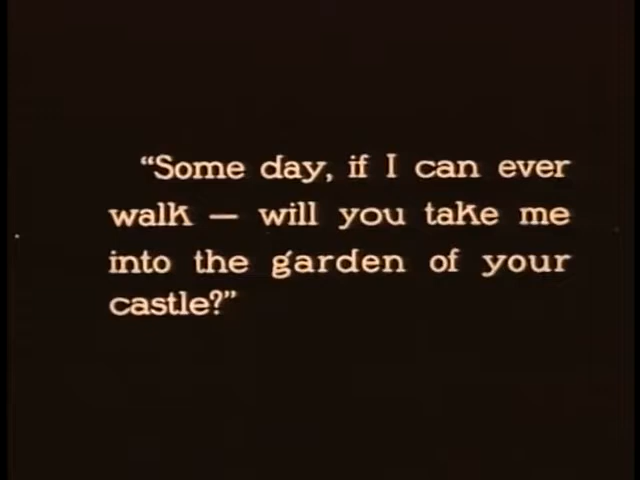 “Some day, if I can ever
walk — will you take me
into the garden of your
castle?”